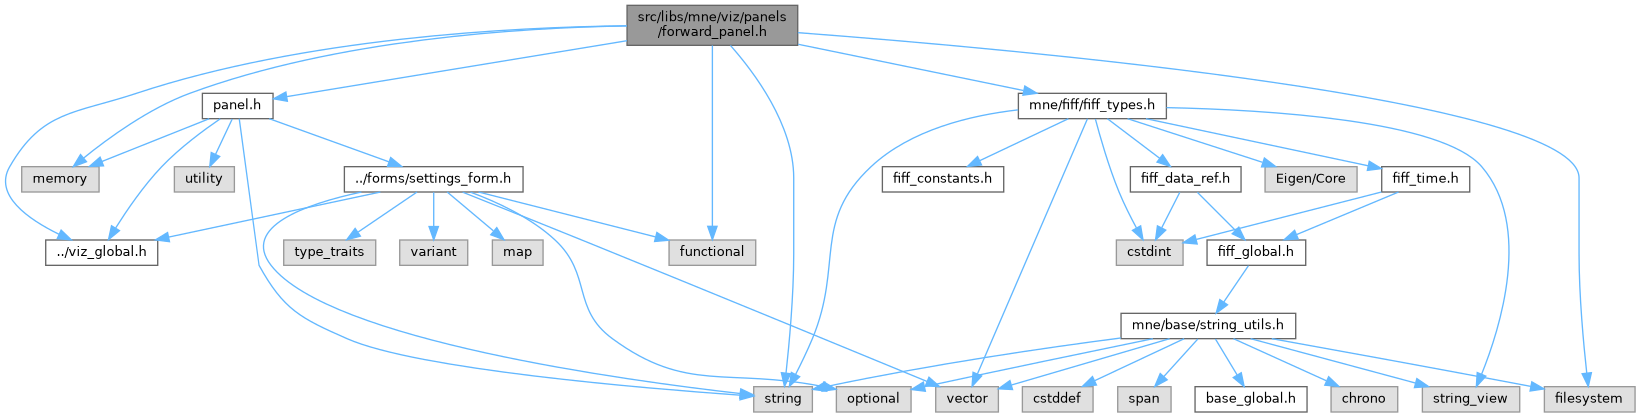 src/libs/mne/viz/panels
/forward_panel.h
panel.h
mne/fiff/fiff_types.h
memory
utility
../forms/settings_form.h
fiff_constants.h
fiff_data_ref.h
Eigen/Core
fiff_time.h
../viz_global.h
type_traits
variant
map
functional
cstdint
fiff_global.h
mne/base/string_utils.h
string
optional
vector
cstddef
span
base_global.h
chrono
string_view
filesystem